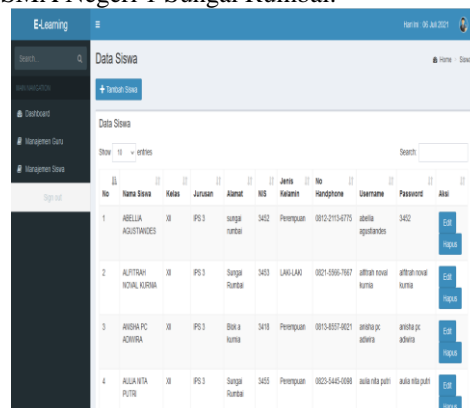 SMA Negeri 1 Sungai Rumbai.
E-Learning
Hari ini : 06 Juli 2021
Search...
Data Siswa
Home
Siswa
MAIN NAVIGATION
+ Tambah Siswa
Dashboard
Manajemen Guru
Manajemen Siswa
Sign out
Data Siswa
Show 10 entries
Search:
No Nama Siswa Kelas Jurusan Alamat NIS Jenis Kelamin No Handphone Username Password Aksi
1 ABELLIA AGUSTIANDES XI IPS 3 sungai rumbai 3452 Perempuan 0812-2113-6775 abellia agustiandes 3452 Edit Hapus
2 NOVAL KURNIA XI IPS 3 Sungai Rumbai 3453 LAKI-LAKI 0821-5566-7667 noval kurnia noval kurnia Edit Hapus
3 ANISHA PC ADWIRA XI IPS 3 Blok a kurnia 3418 Perempuan 0813-8557-9021 anisha pc adwira anisha pc adwira Edit Hapus
4 AULIA NITA PUTRI XI IPS 3 Sungai Rumbai 3455 Perempuan 0823-5445-0098 aulia nita putri aulia nita putri Edit Hapus